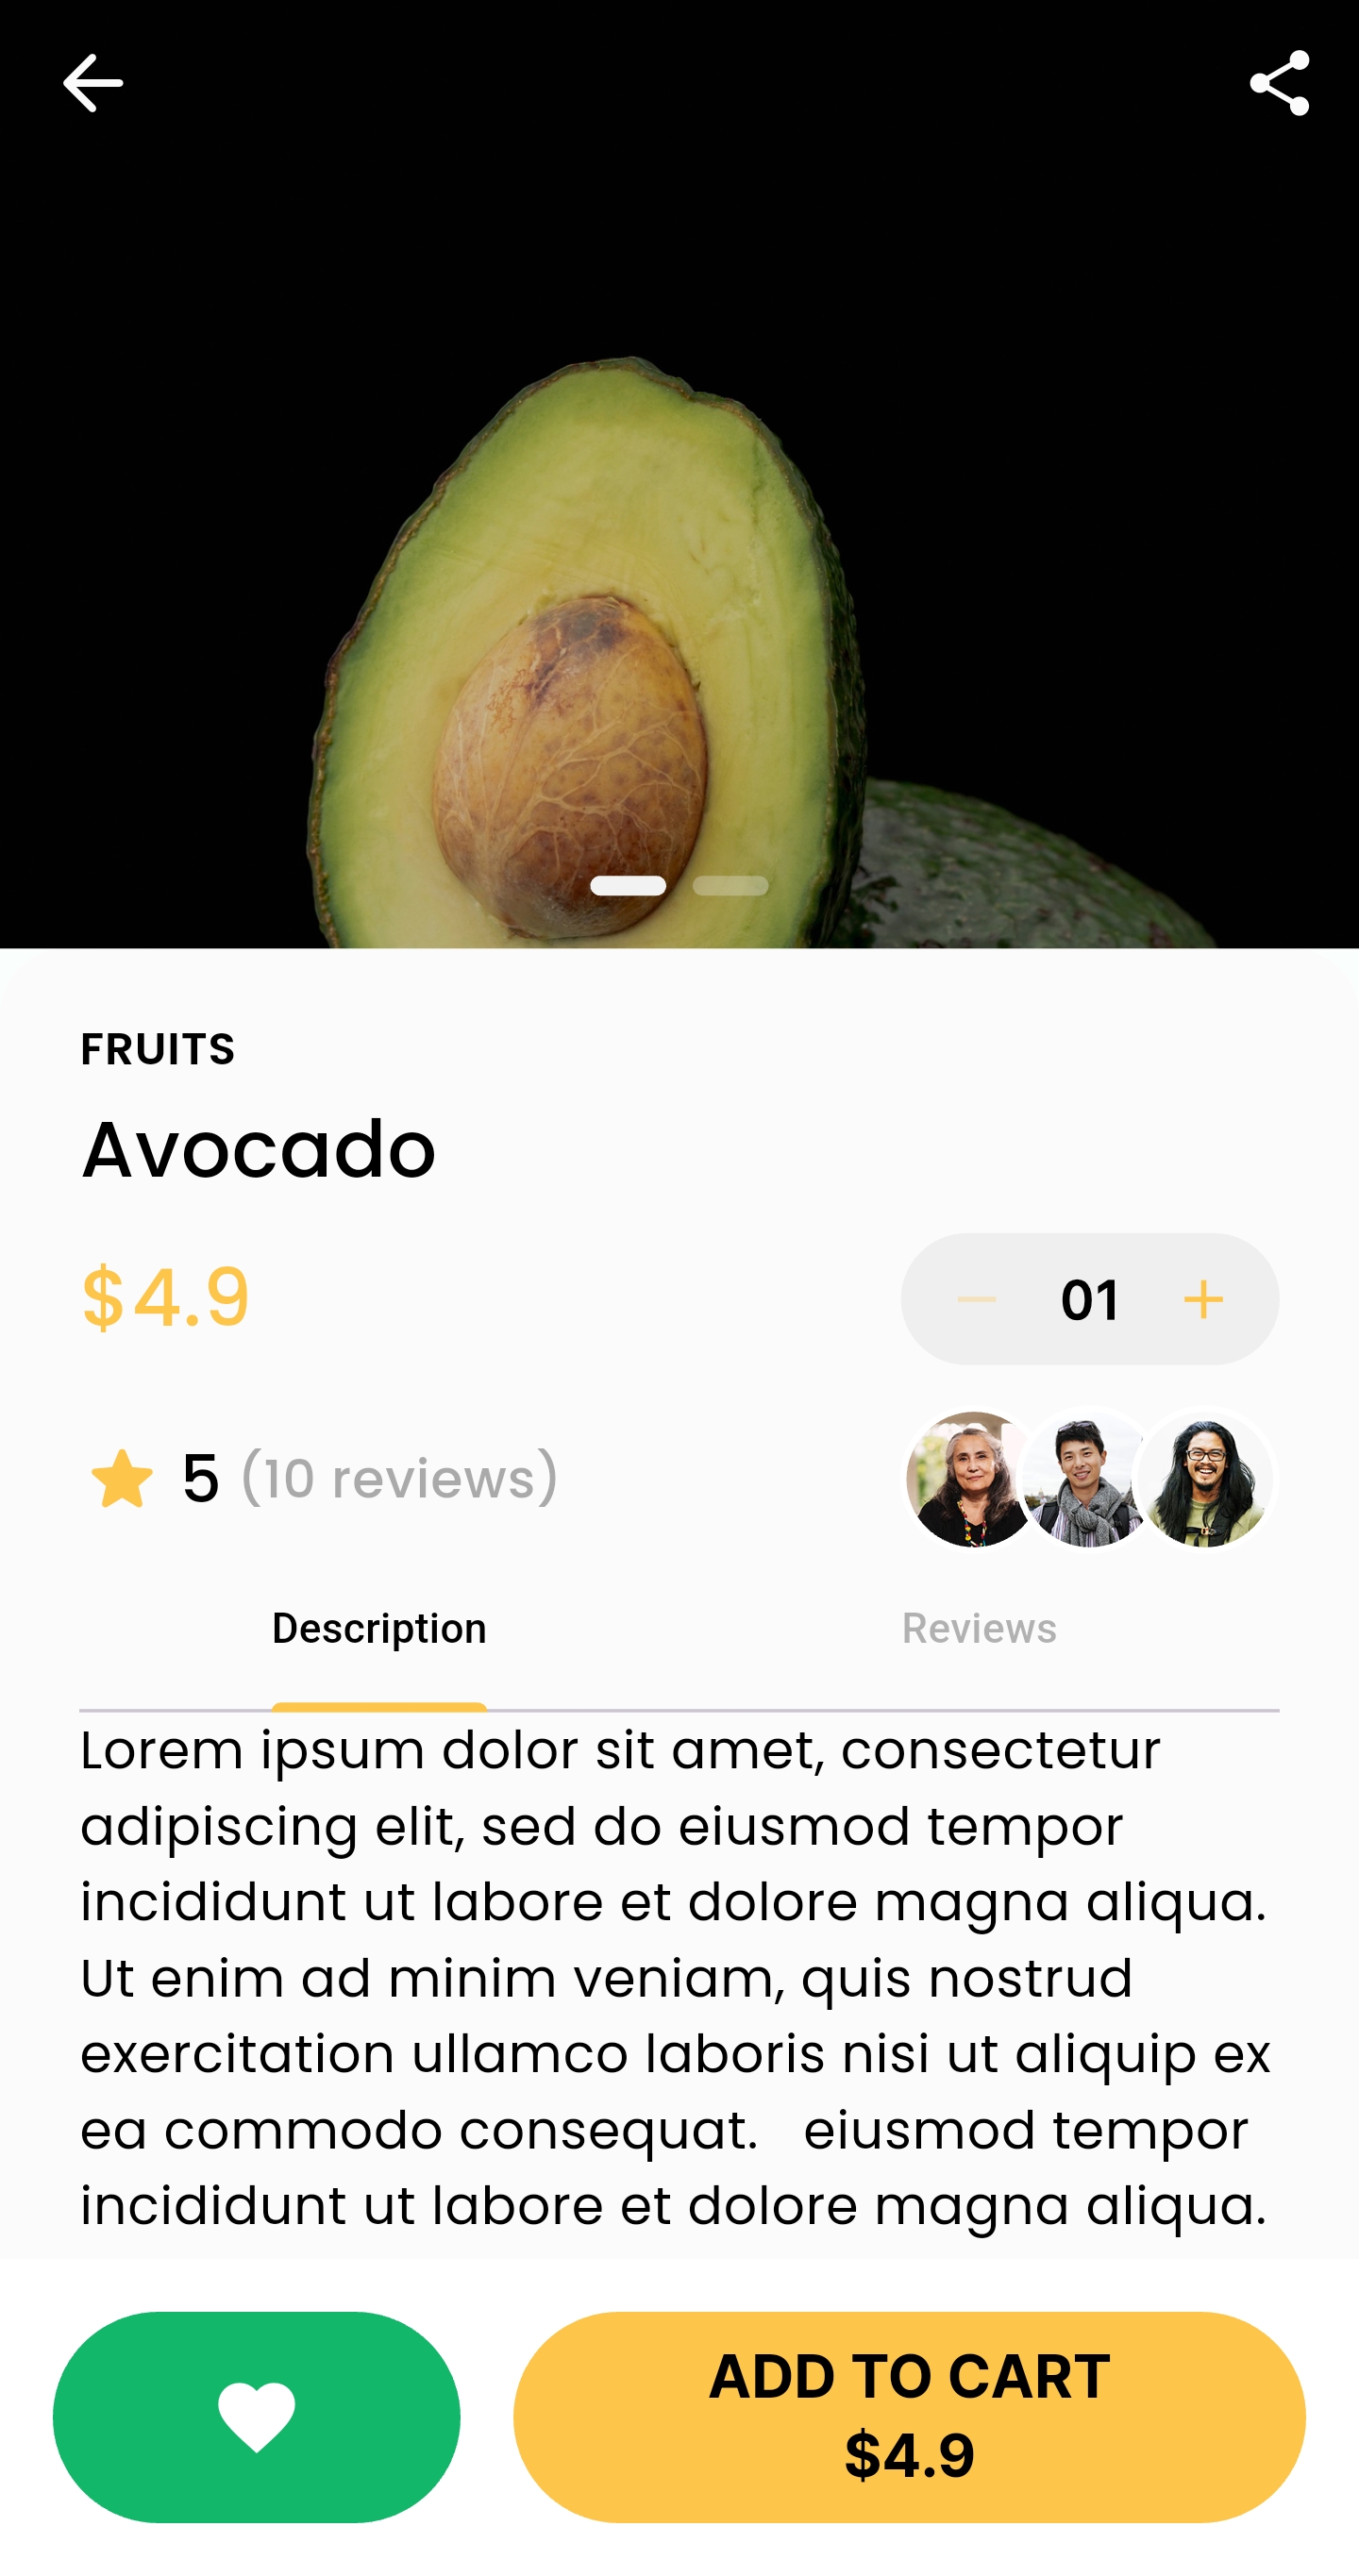 FRUITS
Avocado
$4.9
01
5 (10 reviews)
Description
Reviews
Lorem ipsum dolor sit amet, consectetur
adipiscing elit, sed do eiusmod tempor
incididunt ut labore et dolore magna aliqua.
Ut enim ad minim veniam, quis nostrud
exercitation ullamco laboris nisi ut aliquip ex
ea commodo consequat.   eiusmod tempor
incididunt ut labore et dolore magna aliqua.
ADD TO CART
$4.9